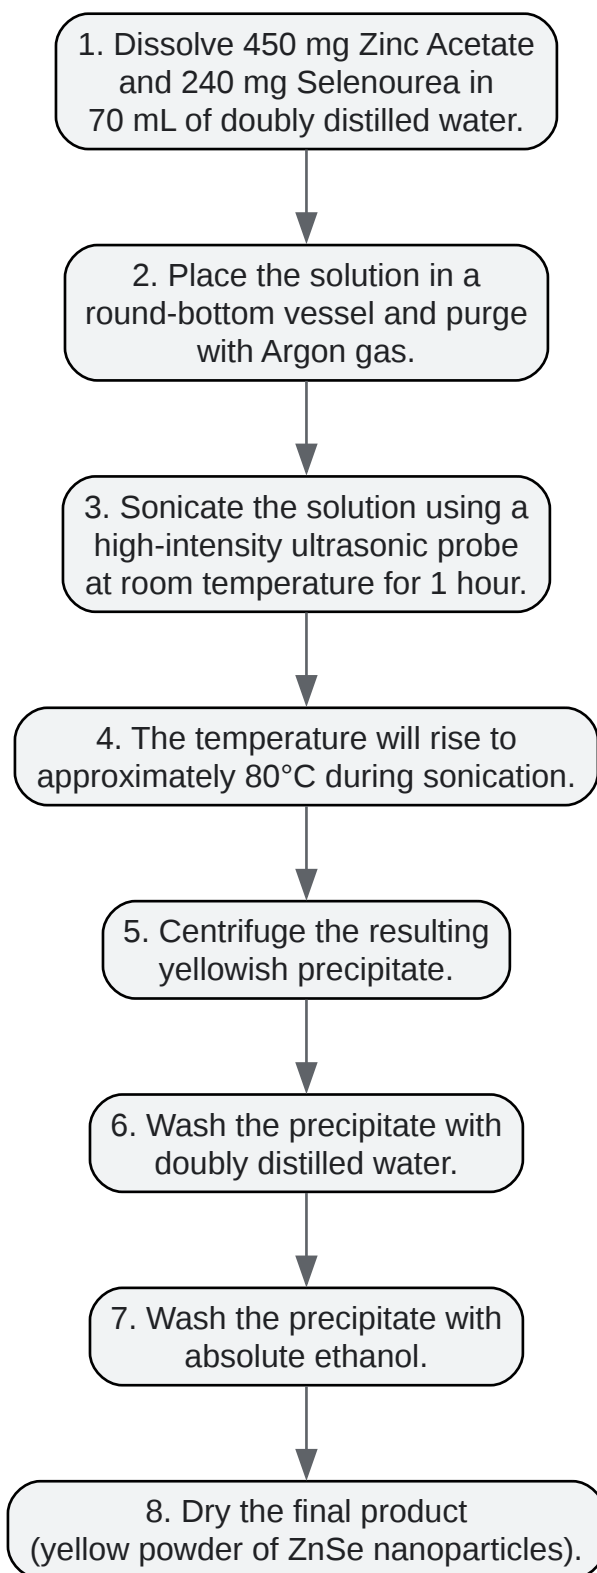 1. Dissolve 450 mg Zinc Acetate
and 240 mg Selenourea in
70 mL of doubly distilled water.
2. Place the solution in a
round-bottom vessel and purge
with Argon gas.
3. Sonicate the solution using a
high-intensity ultrasonic probe
at room temperature for 1 hour.
4. The temperature will rise to
approximately 80°C during sonication.
5. Centrifuge the resulting
yellowish precipitate.
6. Wash the precipitate with
doubly distilled water.
7. Wash the precipitate with
absolute ethanol.
8. Dry the final product
(yellow powder of ZnSe nanoparticles).